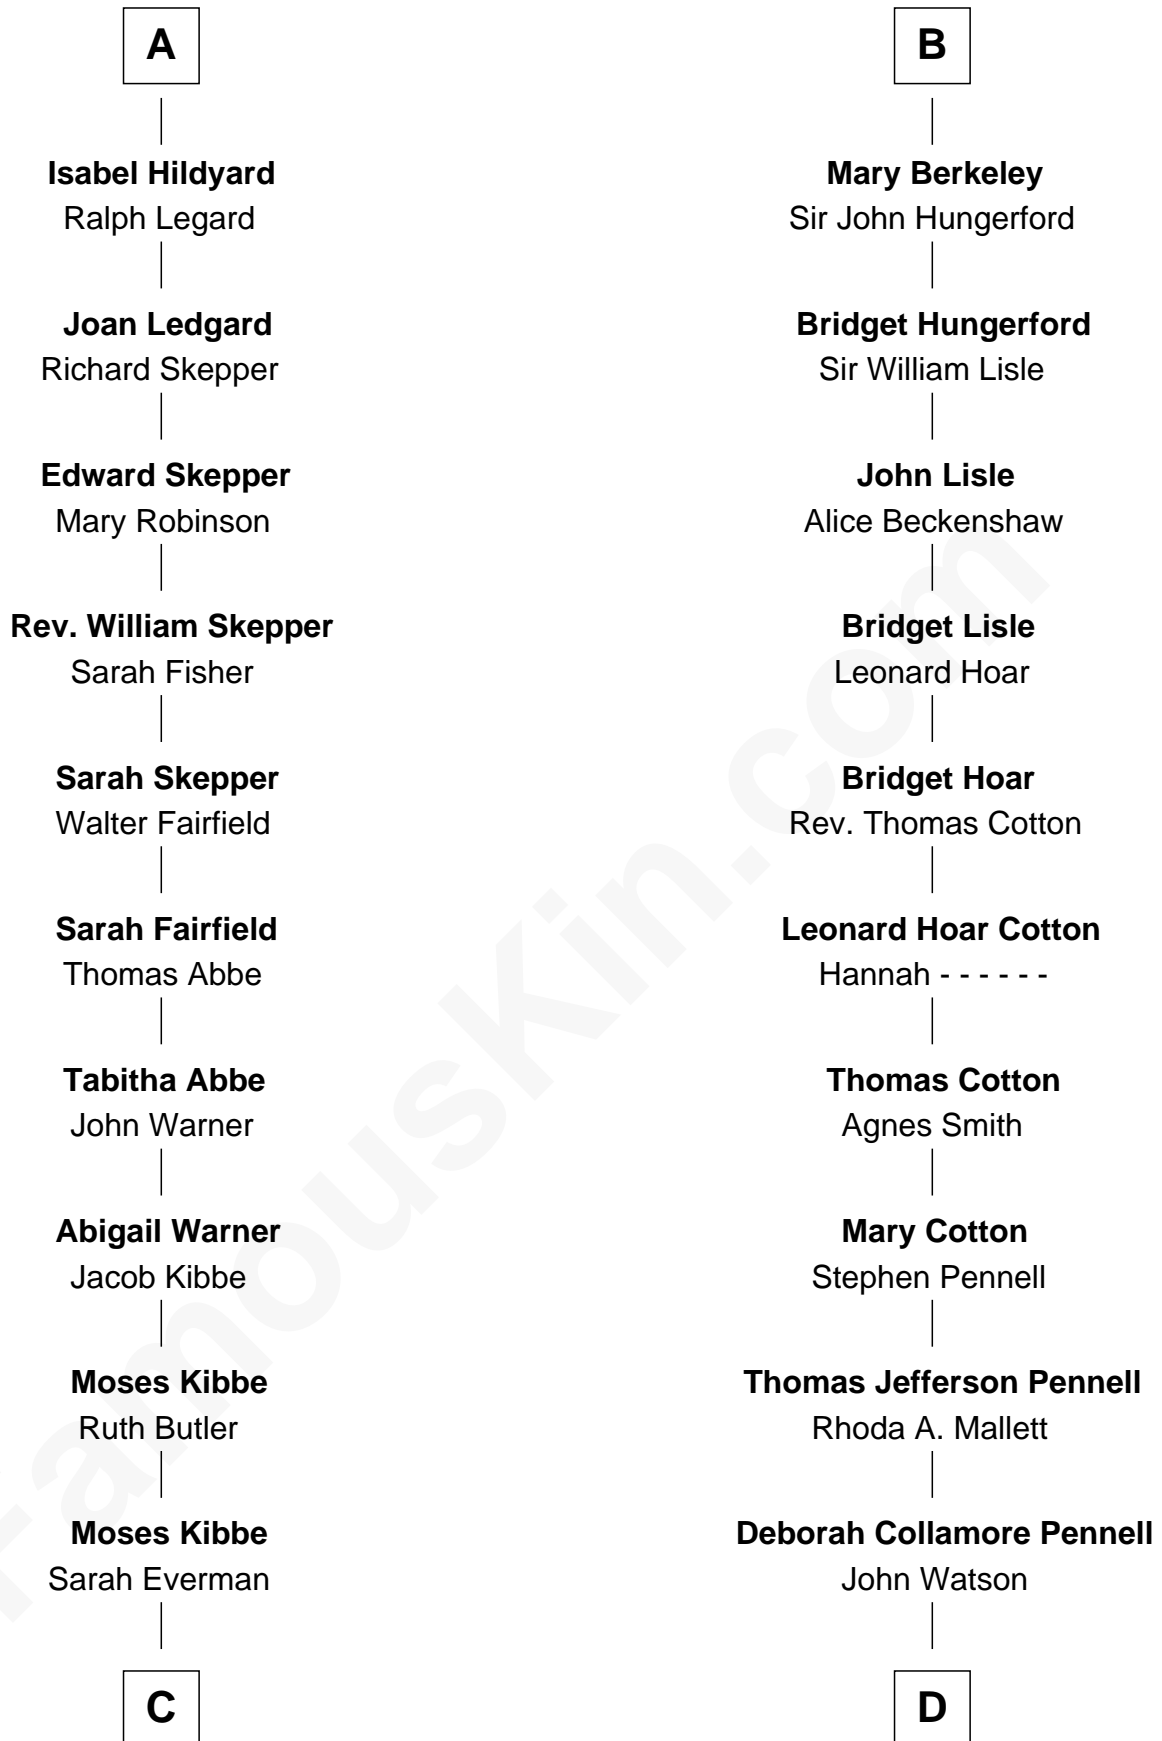 A
Isabel Hildyard
Ralph Legard
Joan Ledgard
Richard Skepper
Edward Skepper
Mary Robinson
Rev. William Skepper
Sarah Fisher
Sarah Skepper
Walter Fairfield
Sarah Fairfield
Thomas Abbe
Tabitha Abbe
John Warner
Abigail Warner
Jacob Kibbe
Moses Kibbe
Ruth Butler
Moses Kibbe
Sarah Everman
C
B
Mary Berkeley
Sir John Hungerford
Bridget Hungerford
Sir William Lisle
John Lisle
Alice Beckenshaw
Bridget Lisle
Leonard Hoar
Bridget Hoar
Rev. Thomas Cotton
Leonard Hoar Cotton
Hannah - - - - - -
Thomas Cotton
Agnes Smith
Mary Cotton
Stephen Pennell
Thomas Jefferson Pennell
Rhoda A. Mallett
Deborah Collamore Pennell
John Watson
D
FamousKin.com